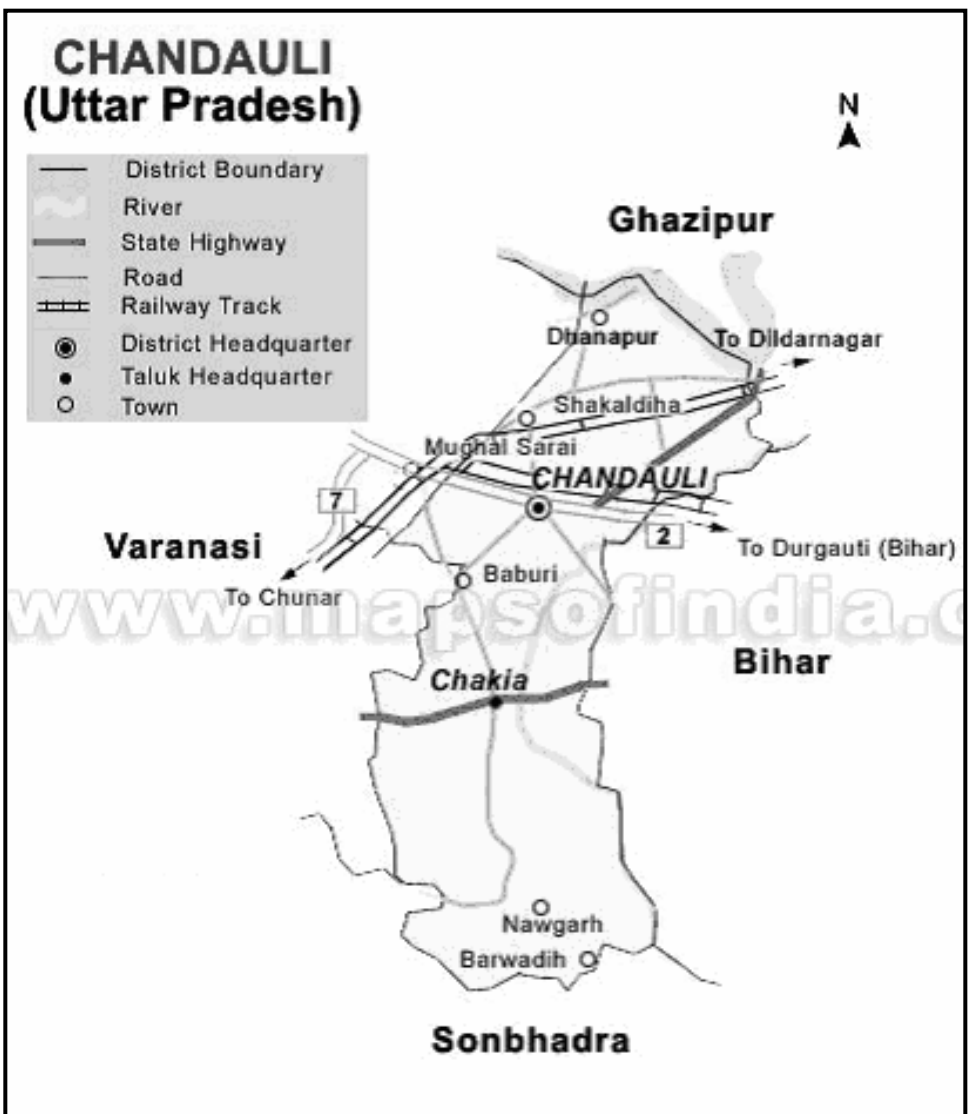 CHANDAULI
(Uttar Pradesh)
District Boundary
River
State Highway
Road
Railway Track
District Headquarter
Taluk Headquarter
Town
N
Ghazipur
Dhanapur
To Dildarnagar
Shakaldiha
Mughal Sarai
CHANDAULI
7
2
Varanasi
To Durgauti (Bihar)
Baburi
To Chunar
www.mapsofindia.c
Bihar
Chakia
Nawgarh
Barwadih
Sonbhadra